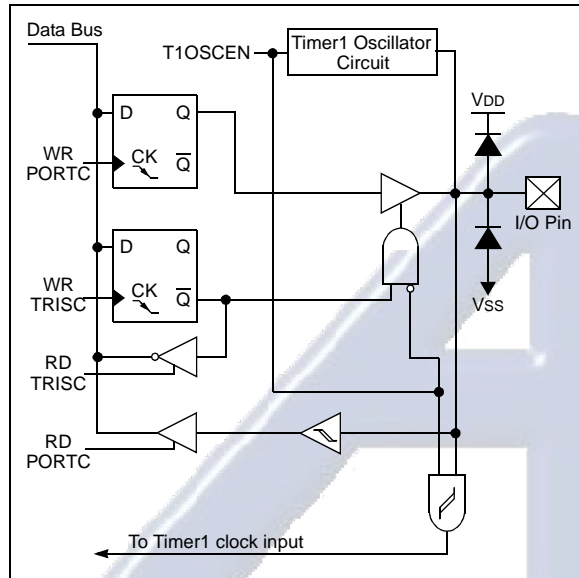 Data Bus
T1OSCEN
Timer1 Oscillator
Circuit
VDD
D Q
WR
PORTC
CK Q
I/O Pin
D Q
WR
TRISC
CK Q
VSS
RD
TRISC
RD
PORTC
To Timer1 clock input